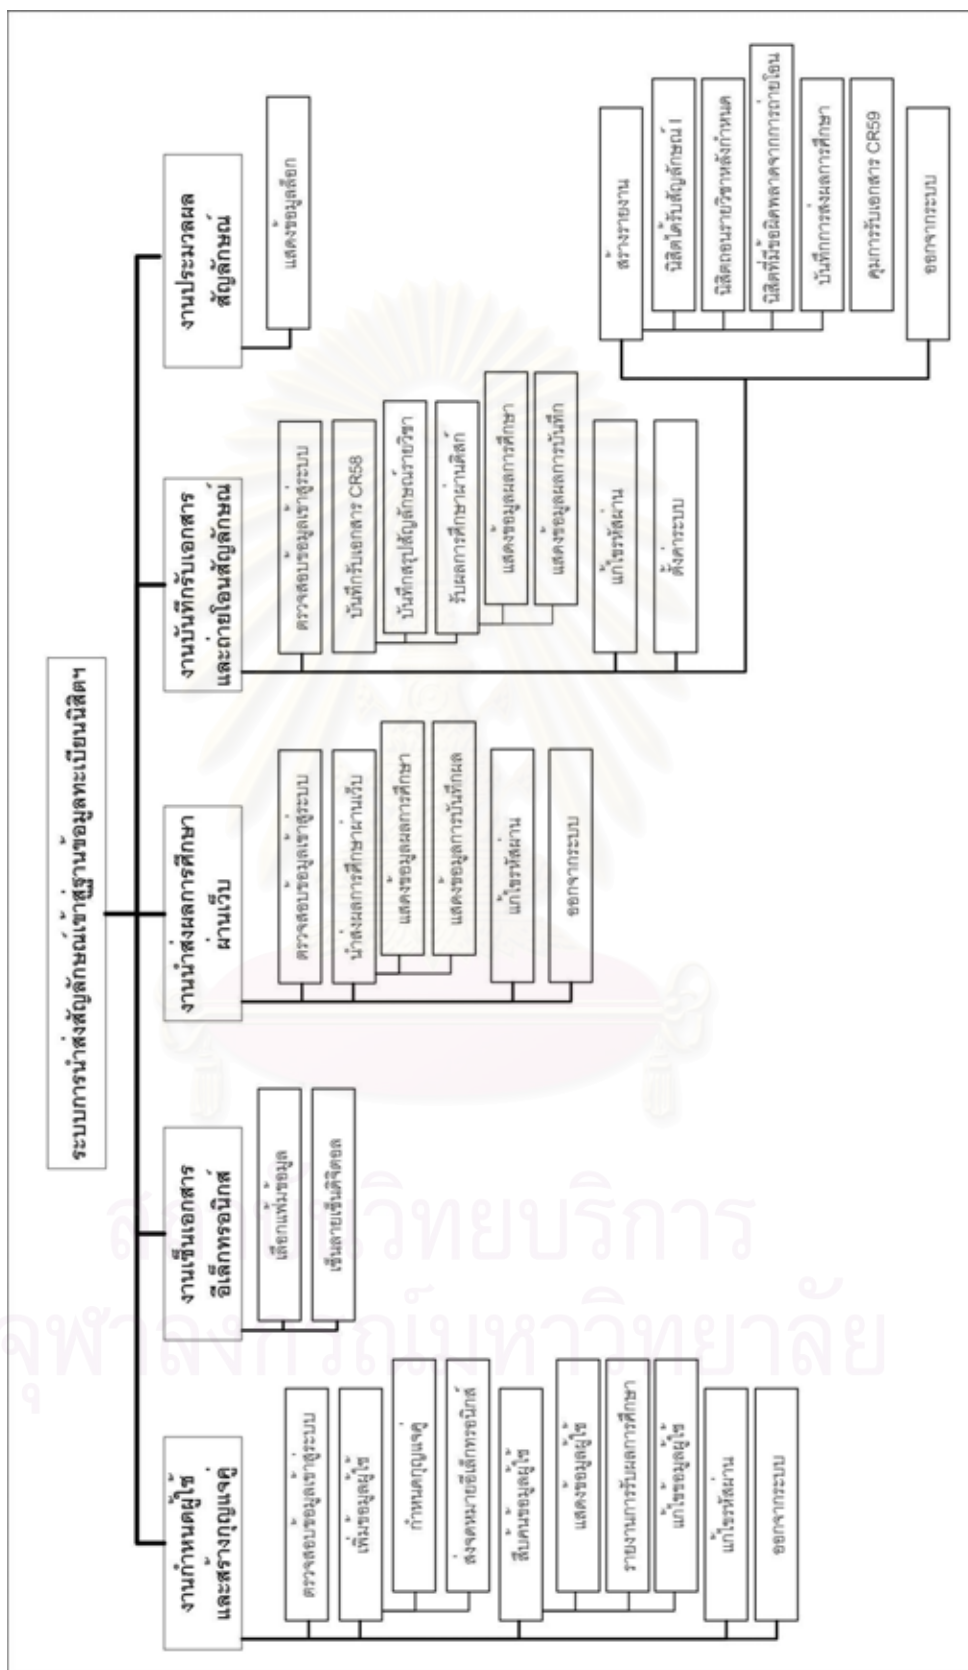 ระบบการนำส่งสัญลักษณ์เข้าสู่ฐานข้อมูลทะเบียนนิสิตฯ
งานกำหนดผู้ใช้
และสร้างกุญแจคู่
ตรวจสอบข้อมูลเข้าสู่ระบบ
เพิ่มข้อมูลผู้ใช้
กำหนดกุญแจคู่
ส่งจดหมายอิเล็กทรอนิกส์
สืบค้นข้อมูลผู้ใช้
แสดงข้อมูลผู้ใช้
รายงานการรับผลการศึกษา
แก้ไขข้อมูลผู้ใช้
แก้ไขรหัสผ่าน
ออกจากระบบ
งานเซ็นเอกสาร
อิเล็กทรอนิกส์
เลือกแฟ้มข้อมูล
เซ็นลายเซ็นดิจิตอล
งานนำส่งผลการศึกษา
ผ่านเว็บ
ตรวจสอบข้อมูลเข้าสู่ระบบ
นำส่งผลการศึกษาผ่านเว็บ
แสดงข้อมูลผลการศึกษา
แสดงข้อมูลการบันทึกผล
แก้ไขรหัสผ่าน
ออกจากระบบ
งานบันทึกรับเอกสาร
และถ่ายโอนสัญลักษณ์
ตรวจสอบข้อมูลเข้าสู่ระบบ
บันทึกรับเอกสาร CR58
บันทึกสรุปสัญลักษณ์รายวิชา
รับผลการศึกษาผ่านดิสก์
แสดงข้อมูลผลการศึกษา
แสดงข้อมูลผลการบันทึก
แก้ไขรหัสผ่าน
ตั้งค่าระบบ
สร้างรายงาน
นิสิตได้รับสัญลักษณ์ I
นิสิตถอนรายวิชาหลังกำหนด
นิสิตที่มีข้อผิดพลาดจากการถ่ายโอน
บันทึกการส่งผลการศึกษา
คุมการรับเอกสาร CR59
ออกจากระบบ
งานประมวลผล
สัญลักษณ์
แสดงข้อมูลเลือก
สถาบันวิทยบริการ
จุฬาลงกรณ์มหาวิทยาลัย